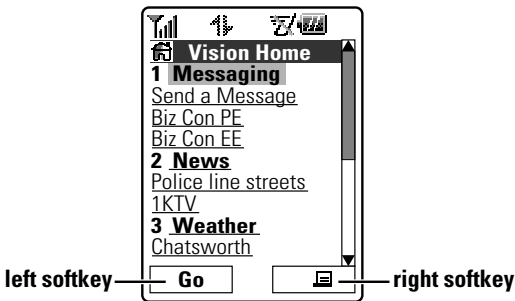 Vision Home
1 Messaging
Send a Message
Biz Con PE
Biz Con EE
2 News
Police line streets
1KTV
3 Weather
Chatsworth
left softkey Go right softkey